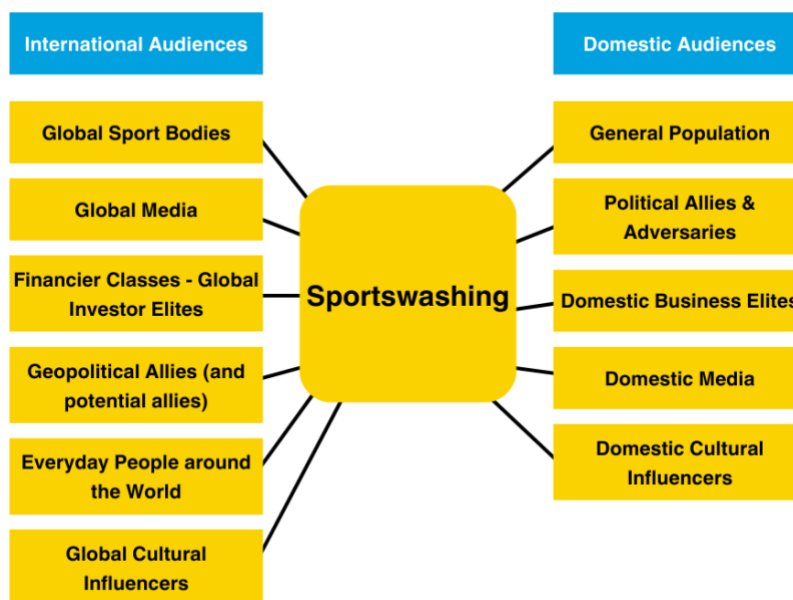 International Audiences
Global Sport Bodies
Global Media
Financier Classes - Global
Investor Elites
Geopolitical Allies (and
potential allies)
Everyday People around
the World
Global Cultural
Influencers
Sportswashing
Domestic Audiences
General Population
Political Allies &
Adversaries
Domestic Business Elites
Domestic Media
Domestic Cultural
Influencers